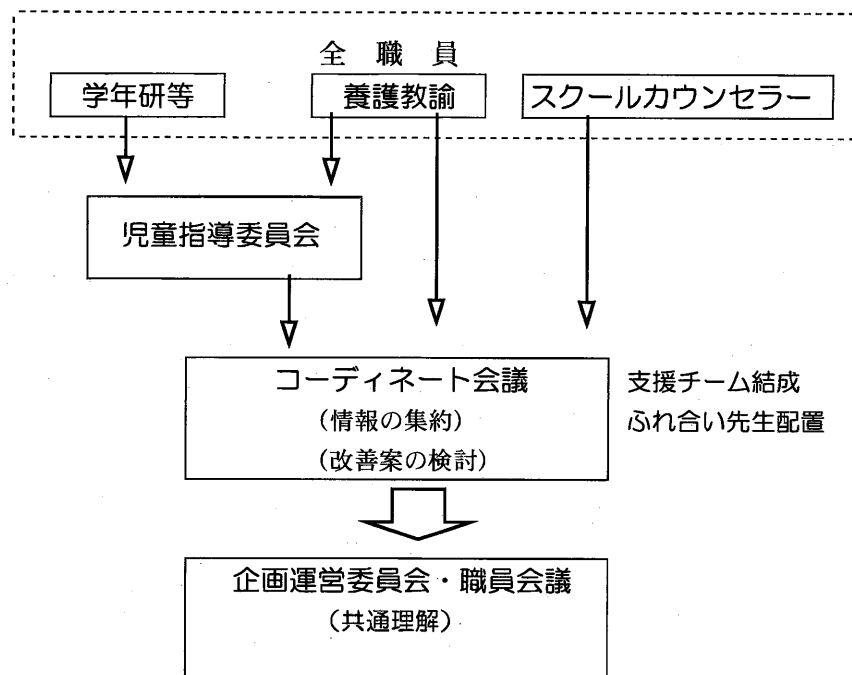 全職員
学年研等
養護教諭
スクールカウンセラー
児童指導委員会
コーディネート会議
(情報の集約)
(改善案の検討)
支援チーム結成
ふれ合い先生配置
企画運営委員会・職員会議
(共通理解)